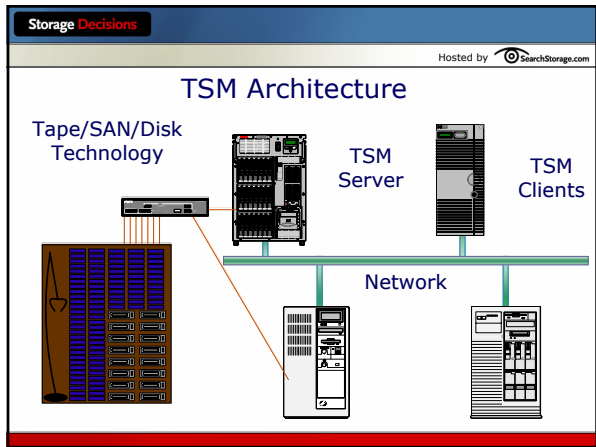 Storage Decisions
Hosted by SearchStorage.com
TSM Architecture
Tape/SAN/Disk
Technology
TSM
Server
TSM
Clients
Network